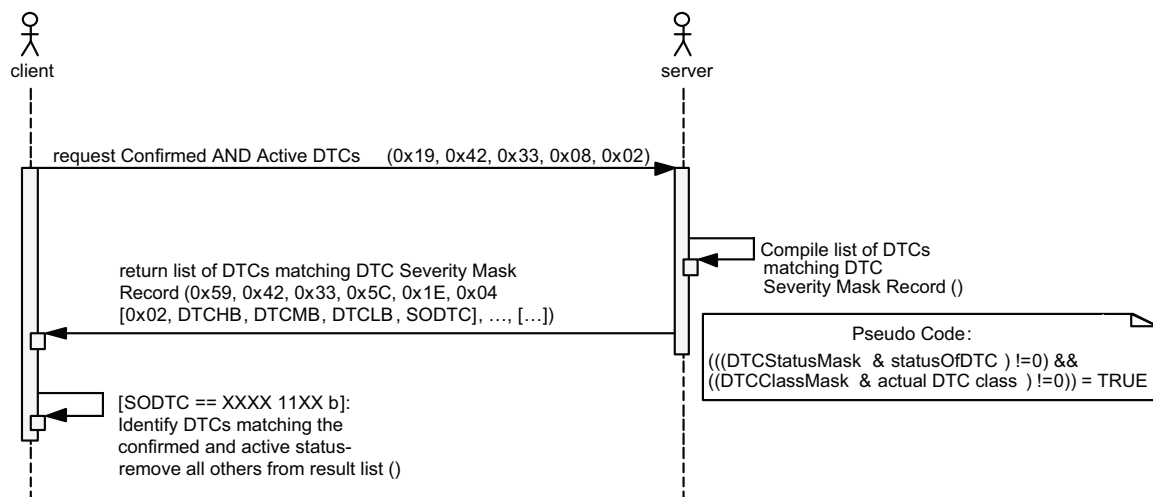 client
server
request Confirmed AND Active DTCs (0x19, 0x42, 0x33, 0x08, 0x02)
Compile list of DTCs
matching DTC
Severity Mask Record ()
return list of DTCs matching DTC Severity Mask
Record (0x59, 0x42, 0x33, 0x5C, 0x1E, 0x04
[0x02, DTCHB, DTCMB, DTCLB, SODTC], …, […])
Pseudo Code:
(((DTCStatusMask & statusOfDTC ) !=0) &&
((DTCClassMask & actual DTC class ) !=0)) = TRUE
[SODTC == XXXX 11XX b]:
Identify DTCs matching the
confirmed and active status-
remove all others from result list ()